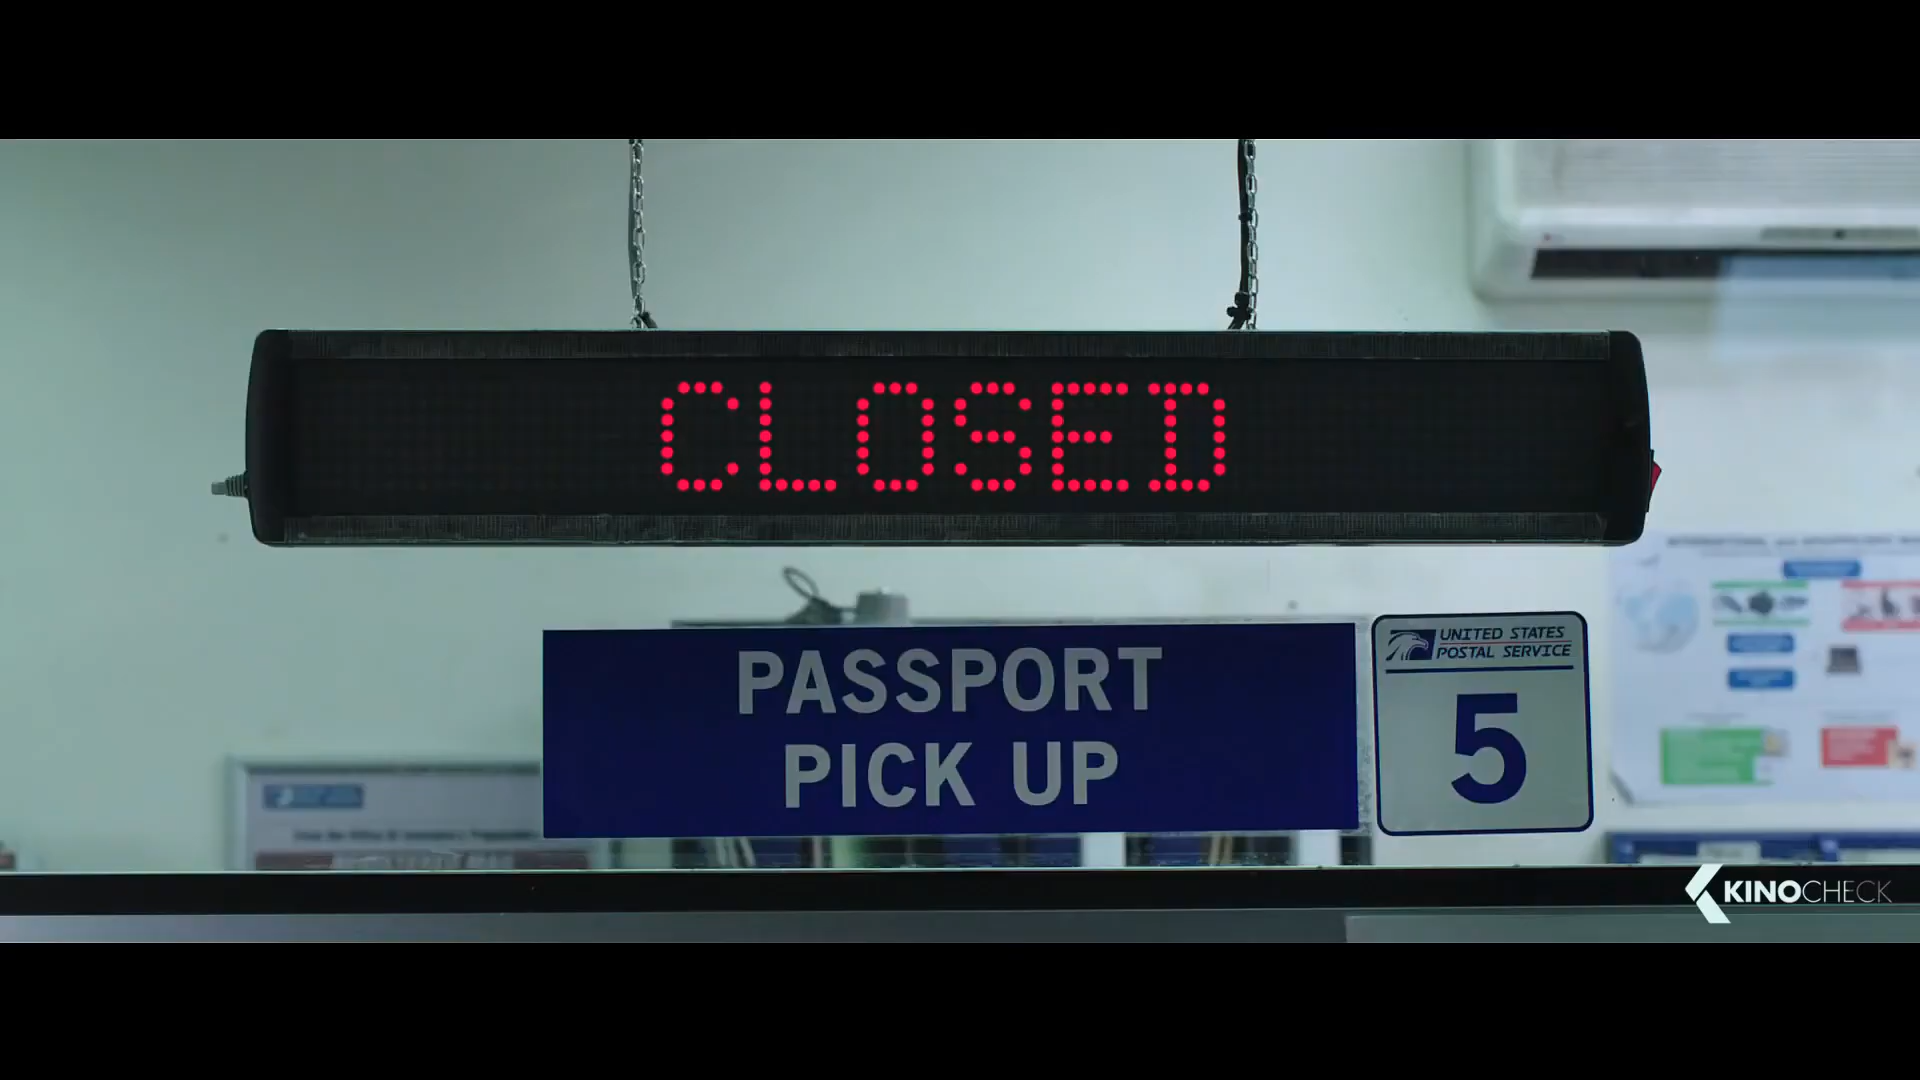 CLOSED
PASSPORT
PICK UP
UNITED STATES
POSTAL SERVICE
5
KINOCHECK